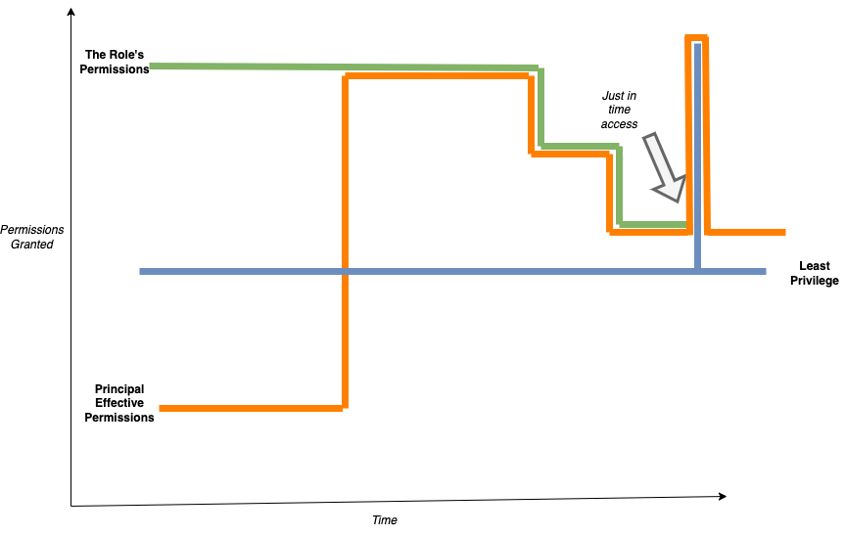 The Role's
Permissions
Just in
time
access
Permissions
Granted
Least
Privilege
Principal
Effective
Permissions
Time